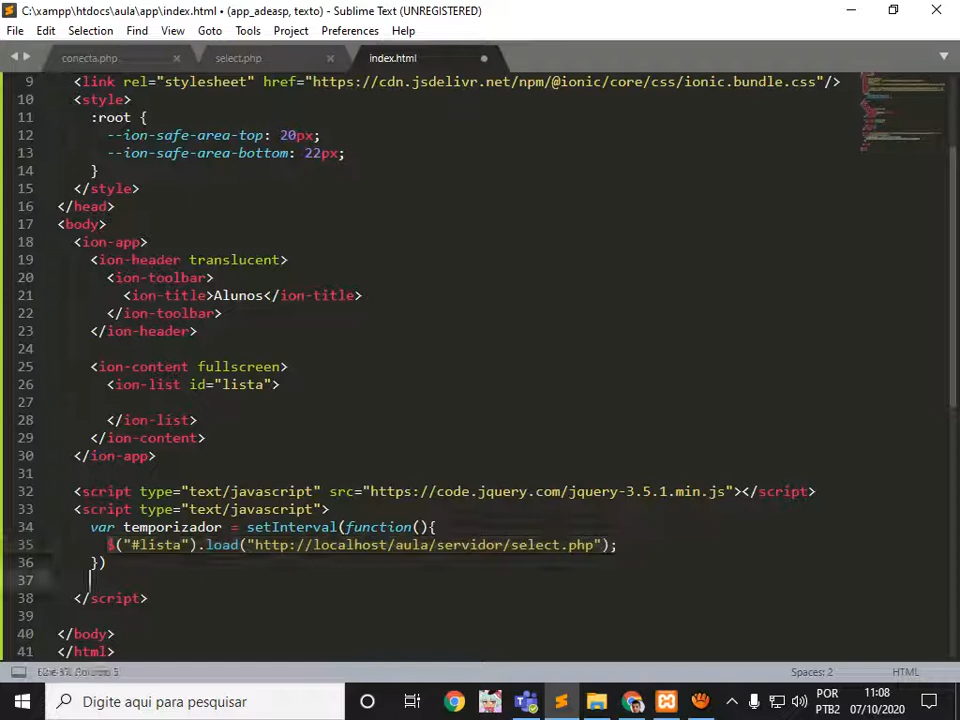 C:\xampp\htdocs\aula\app\index.html • (app_adeasp, texto) - Sublime Text (UNREGISTERED)
File Edit Selection Find View Goto Tools Project Preferences Help
conecta.php select.php index.html
9 <link rel="stylesheet" href="https://cdn.jsdelivr.net/npm/@ionic/core/css/ionic.bundle.css"/>
10 <style>
11 :root {
12 --ion-safe-area-top: 20px;
13 --ion-safe-area-bottom: 22px;
14 }
15 </style>
16 </head>
17 <body>
18 <ion-app>
19 <ion-header translucent>
20 <ion-toolbar>
21 <ion-title>Alunos</ion-title>
22 </ion-toolbar>
23 </ion-header>
24
25 <ion-content fullscreen>
26 <ion-list id="lista">
27
28 </ion-list>
29 </ion-content>
30 </ion-app>
31
32 <script type="text/javascript" src="https://code.jquery.com/jquery-3.5.1.min.js"></script>
33 <script type="text/javascript">
34 var temporizador = setInterval(function(){
35 $("#lista").load("http://localhost/aula/servidor/select.php");
36 })
37
38 </script>
39
40 </body>
41 </html>
Spaces: 2 HTML
Digite aqui para pesquisar
POR
PTB2
11:08
07/10/2020